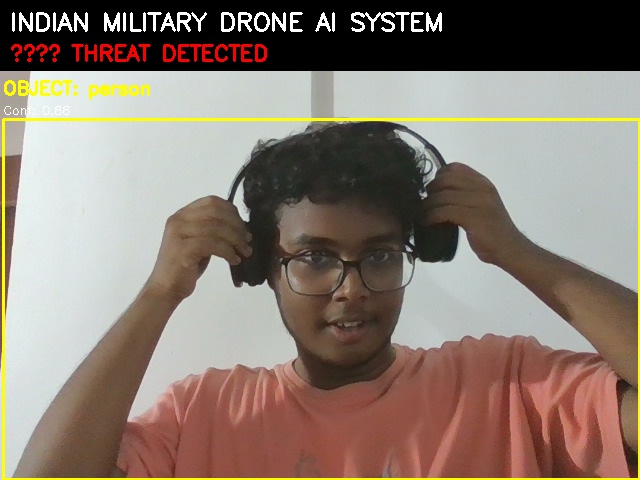 INDIAN MILITARY DRONE AI SYSTEM
???? THREAT DETECTED
OBJECT: person
Conf: 0.88